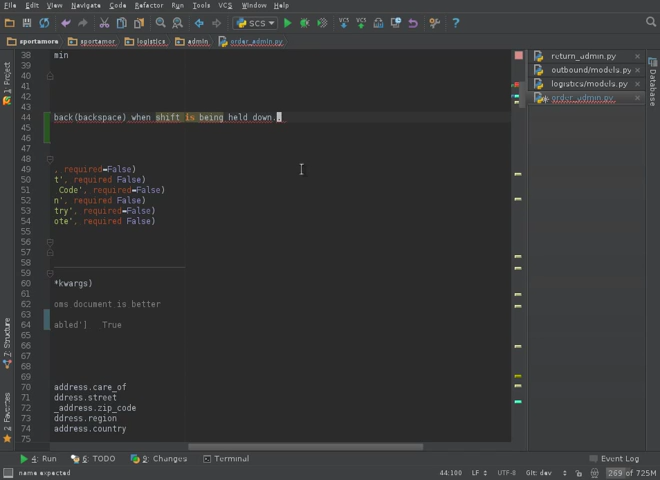 File Edit View Navigate Code Refactor Run Tools VCS Window Help
SCS VCS VCS
sportamore sportamor logistics admin order_admin.py
1: Project
7: Structure
2: Favorites
38 min
39
40
41
42
43
44 back(backspace) when shift is being held down..
45
46
47
48
49 , required=False)
50 t', required False)
51 Code', required=False)
52 n', required=False)
53 try', required=False)
54 ote', required False)
55
56
57
58
59
60 *kwargs)
61
62 oms document is better
63
64 abled'] True
65
66
67
68
69
70 address.care_of
71 ddress.street
72 _address.zip_code
73 ddress.region
74 address.country
75
return_admin.py
outbound/models.py
logistics/models.py
order_admin.py
Database
4: Run 6: TODO 9: Changes Terminal Event Log
name expected 44:100 LF UTF-8 Git: dev 269 of 725M